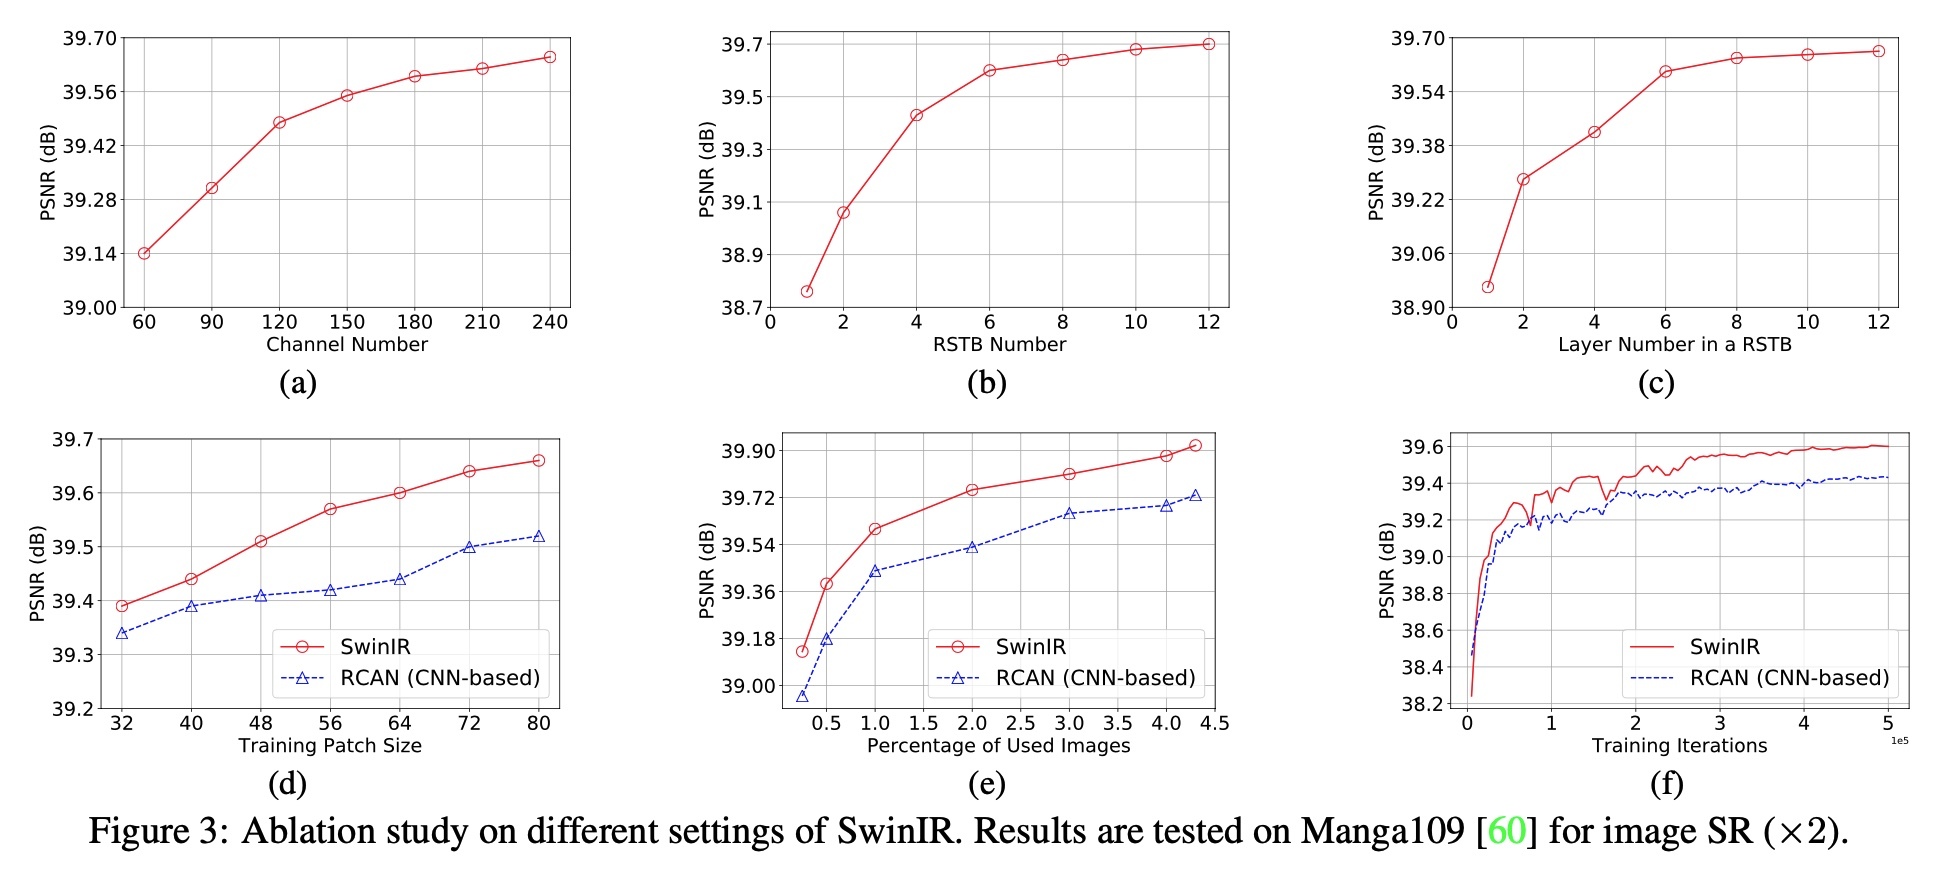 39.70
39.56
39.42
39.28
39.14
39.00
PSNR (dB)
60 90 120 150 180 210 240
Channel Number
(a)
39.7
39.5
39.3
39.1
38.9
38.7
PSNR (dB)
0 2 4 6 8 10 12
RSTB Number
(b)
39.70
39.54
39.38
39.22
39.06
38.90
PSNR (dB)
0 2 4 6 8 10 12
Layer Number in a RSTB
(c)
39.7
39.6
39.5
39.4
39.3
39.2
PSNR (dB)
SwinIR
RCAN (CNN-based)
32 40 48 56 64 72 80
Training Patch Size
(d)
39.90
39.72
39.54
39.36
39.18
39.00
PSNR (dB)
SwinIR
RCAN (CNN-based)
0.5 1.0 1.5 2.0 2.5 3.0 3.5 4.0 4.5
Percentage of Used Images
(e)
39.6
39.4
39.2
39.0
38.8
38.6
38.4
38.2
PSNR (dB)
SwinIR
RCAN (CNN-based)
0 1 2 3 4 5
1e5
Training Iterations
(f)
Figure 3: Ablation study on different settings of SwinIR. Results are tested on Manga109 [60] for image SR (×2).